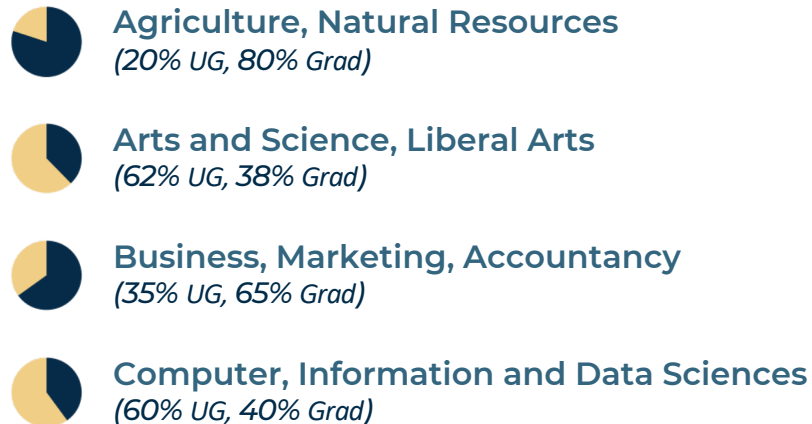 Agriculture, Natural Resources
(20% UG, 80% Grad)
Arts and Science, Liberal Arts
(62% UG, 38% Grad)
Business, Marketing, Accountancy
(35% UG, 65% Grad)
Computer, Information and Data Sciences
(60% UG, 40% Grad)